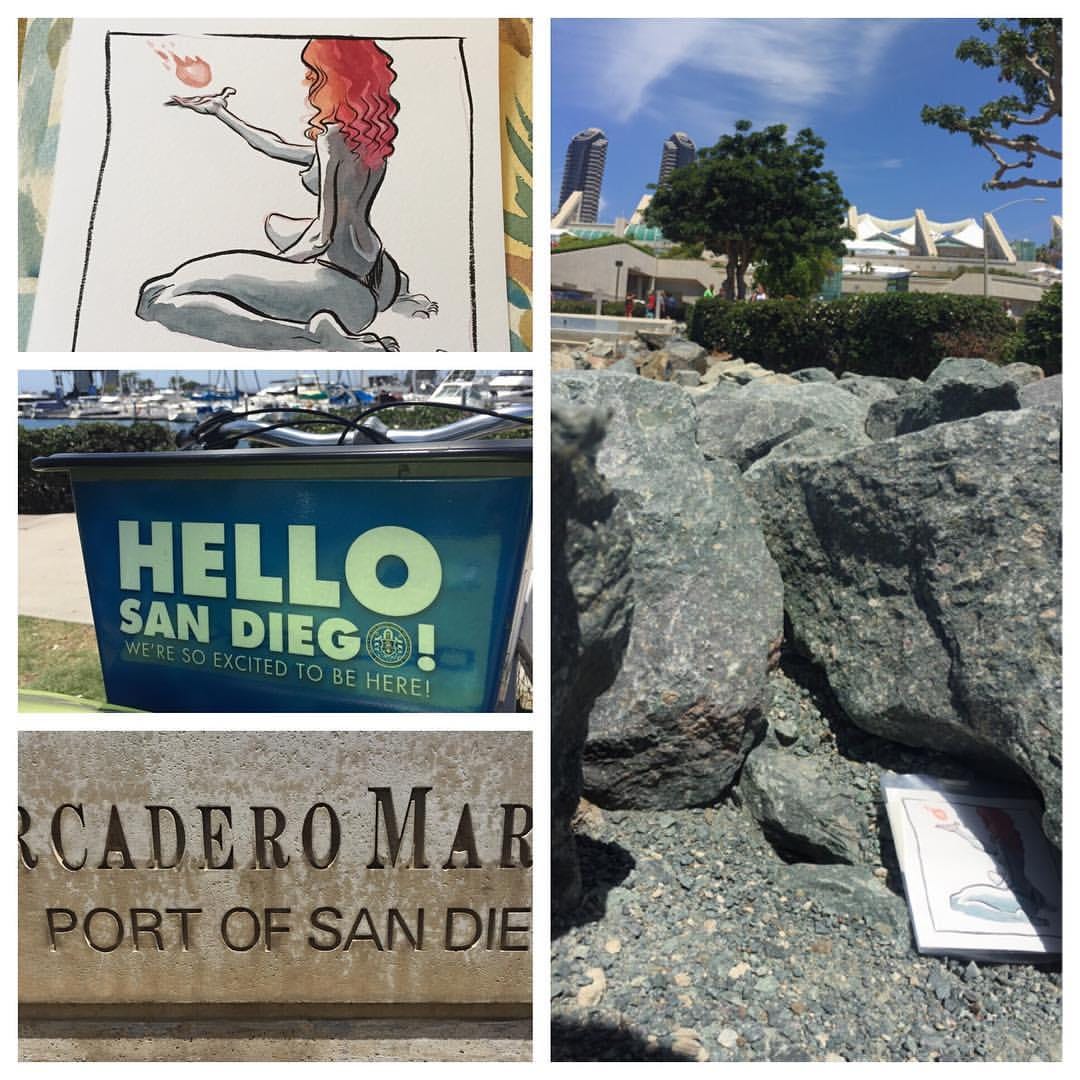 HELLO
SAN DIEGO!
WE'RE SO EXCITED TO BE HERE!
RCADERO MAR
PORT OF SAN DIE